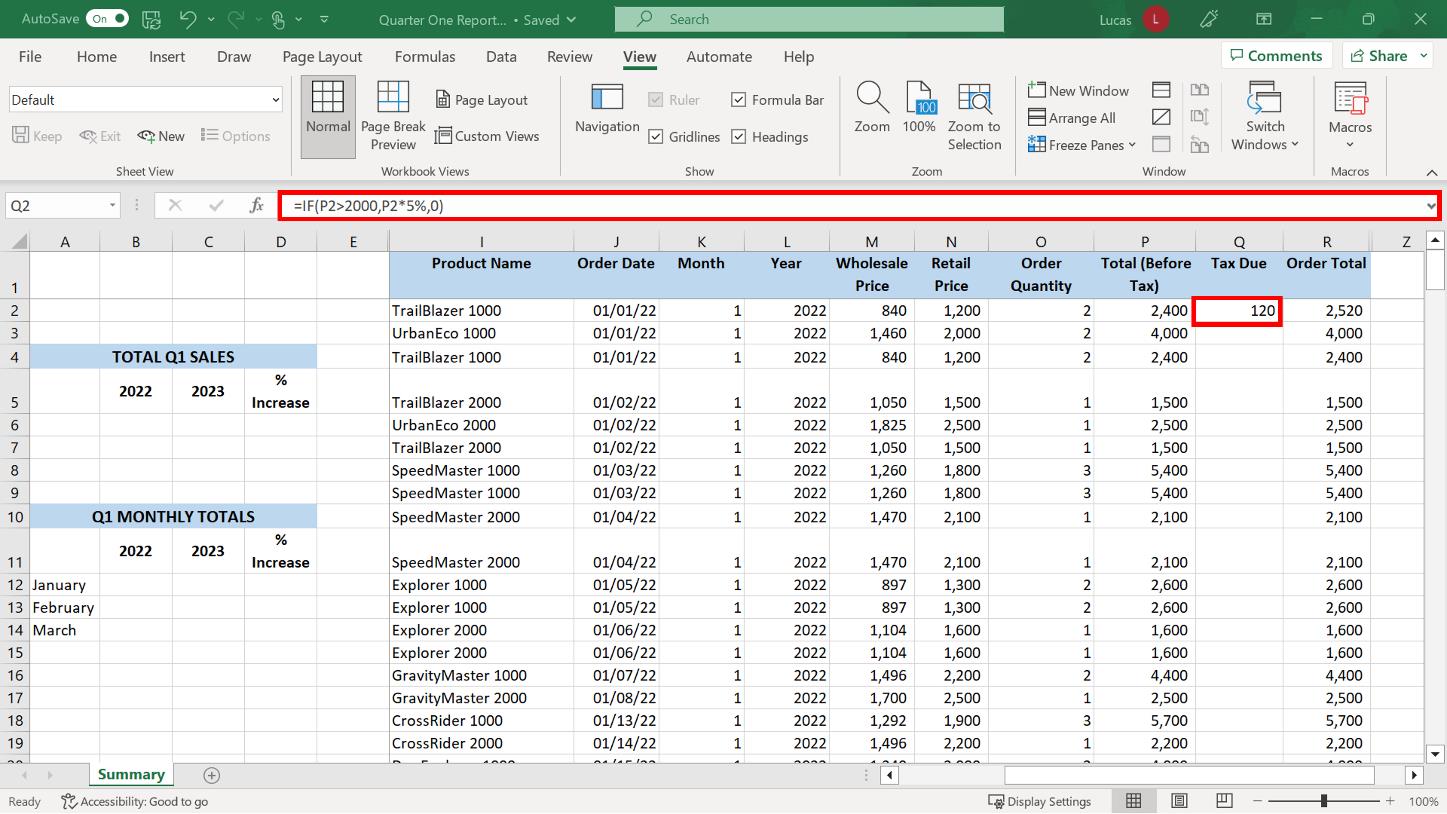 AutoSave On Quarter One Report... • Saved Search Lucas L
File Home Insert Draw Page Layout Formulas Data Review View Automate Help Comments Share
Default
Keep Exit New Options
Sheet View
Normal Page Break Preview Page Layout Custom Views
Workbook Views
Navigation Ruler Formula Bar
Gridlines Headings
Show
Zoom 100 100% Zoom to Selection
Zoom
New Window
Arrange All
Freeze Panes
Switch Windows
Window
Macros
Macros
Q2 fx =IF(P2>2000,P2*5%,0)
A B C D E I J K L M N O P Q R Z
1 Product Name Order Date Month Year Wholesale Price Retail Price Order Quantity Total (Before Tax) Tax Due Order Total
2 TrailBlazer 1000 01/01/22 1 2022 840 1,200 2 2,400 120 2,520
3 UrbanEco 1000 01/01/22 1 2022 1,460 2,000 2 4,000 4,000
4 TOTAL Q1 SALES TrailBlazer 1000 01/01/22 1 2022 840 1,200 2 2,400 2,400
5 2022 2023 % Increase TrailBlazer 2000 01/02/22 1 2022 1,050 1,500 1 1,500 1,500
6 UrbanEco 2000 01/02/22 1 2022 1,825 2,500 1 2,500 2,500
7 TrailBlazer 2000 01/02/22 1 2022 1,050 1,500 1 1,500 1,500
8 SpeedMaster 1000 01/03/22 1 2022 1,260 1,800 3 5,400 5,400
9 SpeedMaster 1000 01/03/22 1 2022 1,260 1,800 3 5,400 5,400
10 Q1 MONTHLY TOTALS SpeedMaster 2000 01/04/22 1 2022 1,470 2,100 1 2,100 2,100
11 2022 2023 % Increase SpeedMaster 2000 01/04/22 1 2022 1,470 2,100 1 2,100 2,100
12 January Explorer 1000 01/05/22 1 2022 897 1,300 2 2,600 2,600
13 February Explorer 1000 01/05/22 1 2022 897 1,300 2 2,600 2,600
14 March Explorer 2000 01/06/22 1 2022 1,104 1,600 1 1,600 1,600
15 Explorer 2000 01/06/22 1 2022 1,104 1,600 1 1,600 1,600
16 GravityMaster 1000 01/07/22 1 2022 1,496 2,200 2 4,400 4,400
17 GravityMaster 2000 01/08/22 1 2022 1,700 2,500 1 2,500 2,500
18 CrossRider 1000 01/13/22 1 2022 1,292 1,900 3 5,700 5,700
19 CrossRider 2000 01/14/22 1 2022 1,496 2,200 1 2,200 2,200
Summary
Ready Accessibility: Good to go Display Settings 100%